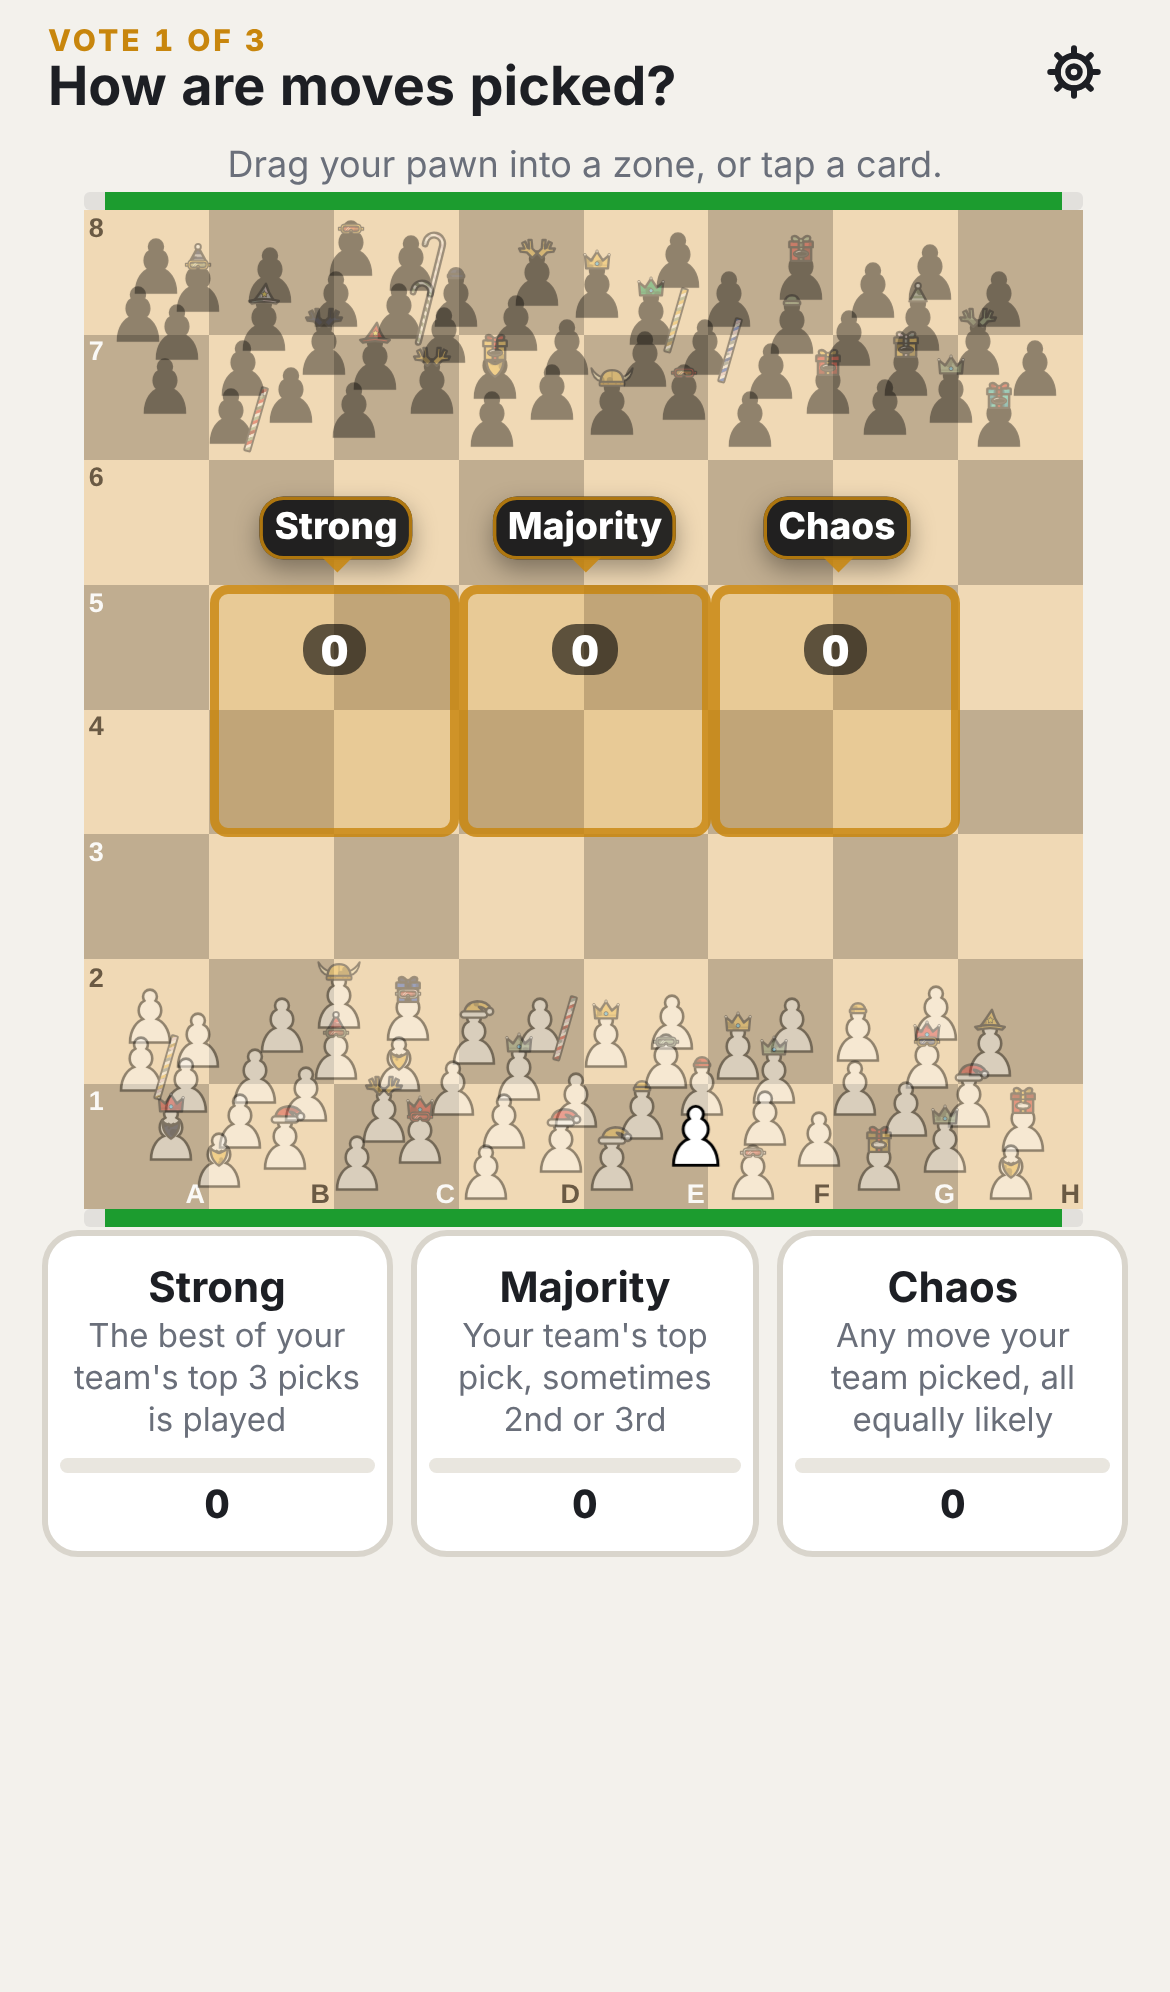 VOTE 1 OF 3
How are moves picked?
Drag your pawn into a zone, or tap a card.
8
7
6
Strong Majority Chaos
5
0 0 0
4
3
2
1
A B C D E F G H
Strong
The best of your
team's top 3 picks
is played
0
Majority
Your team's top
pick, sometimes
2nd or 3rd
0
Chaos
Any move your
team picked, all
equally likely
0